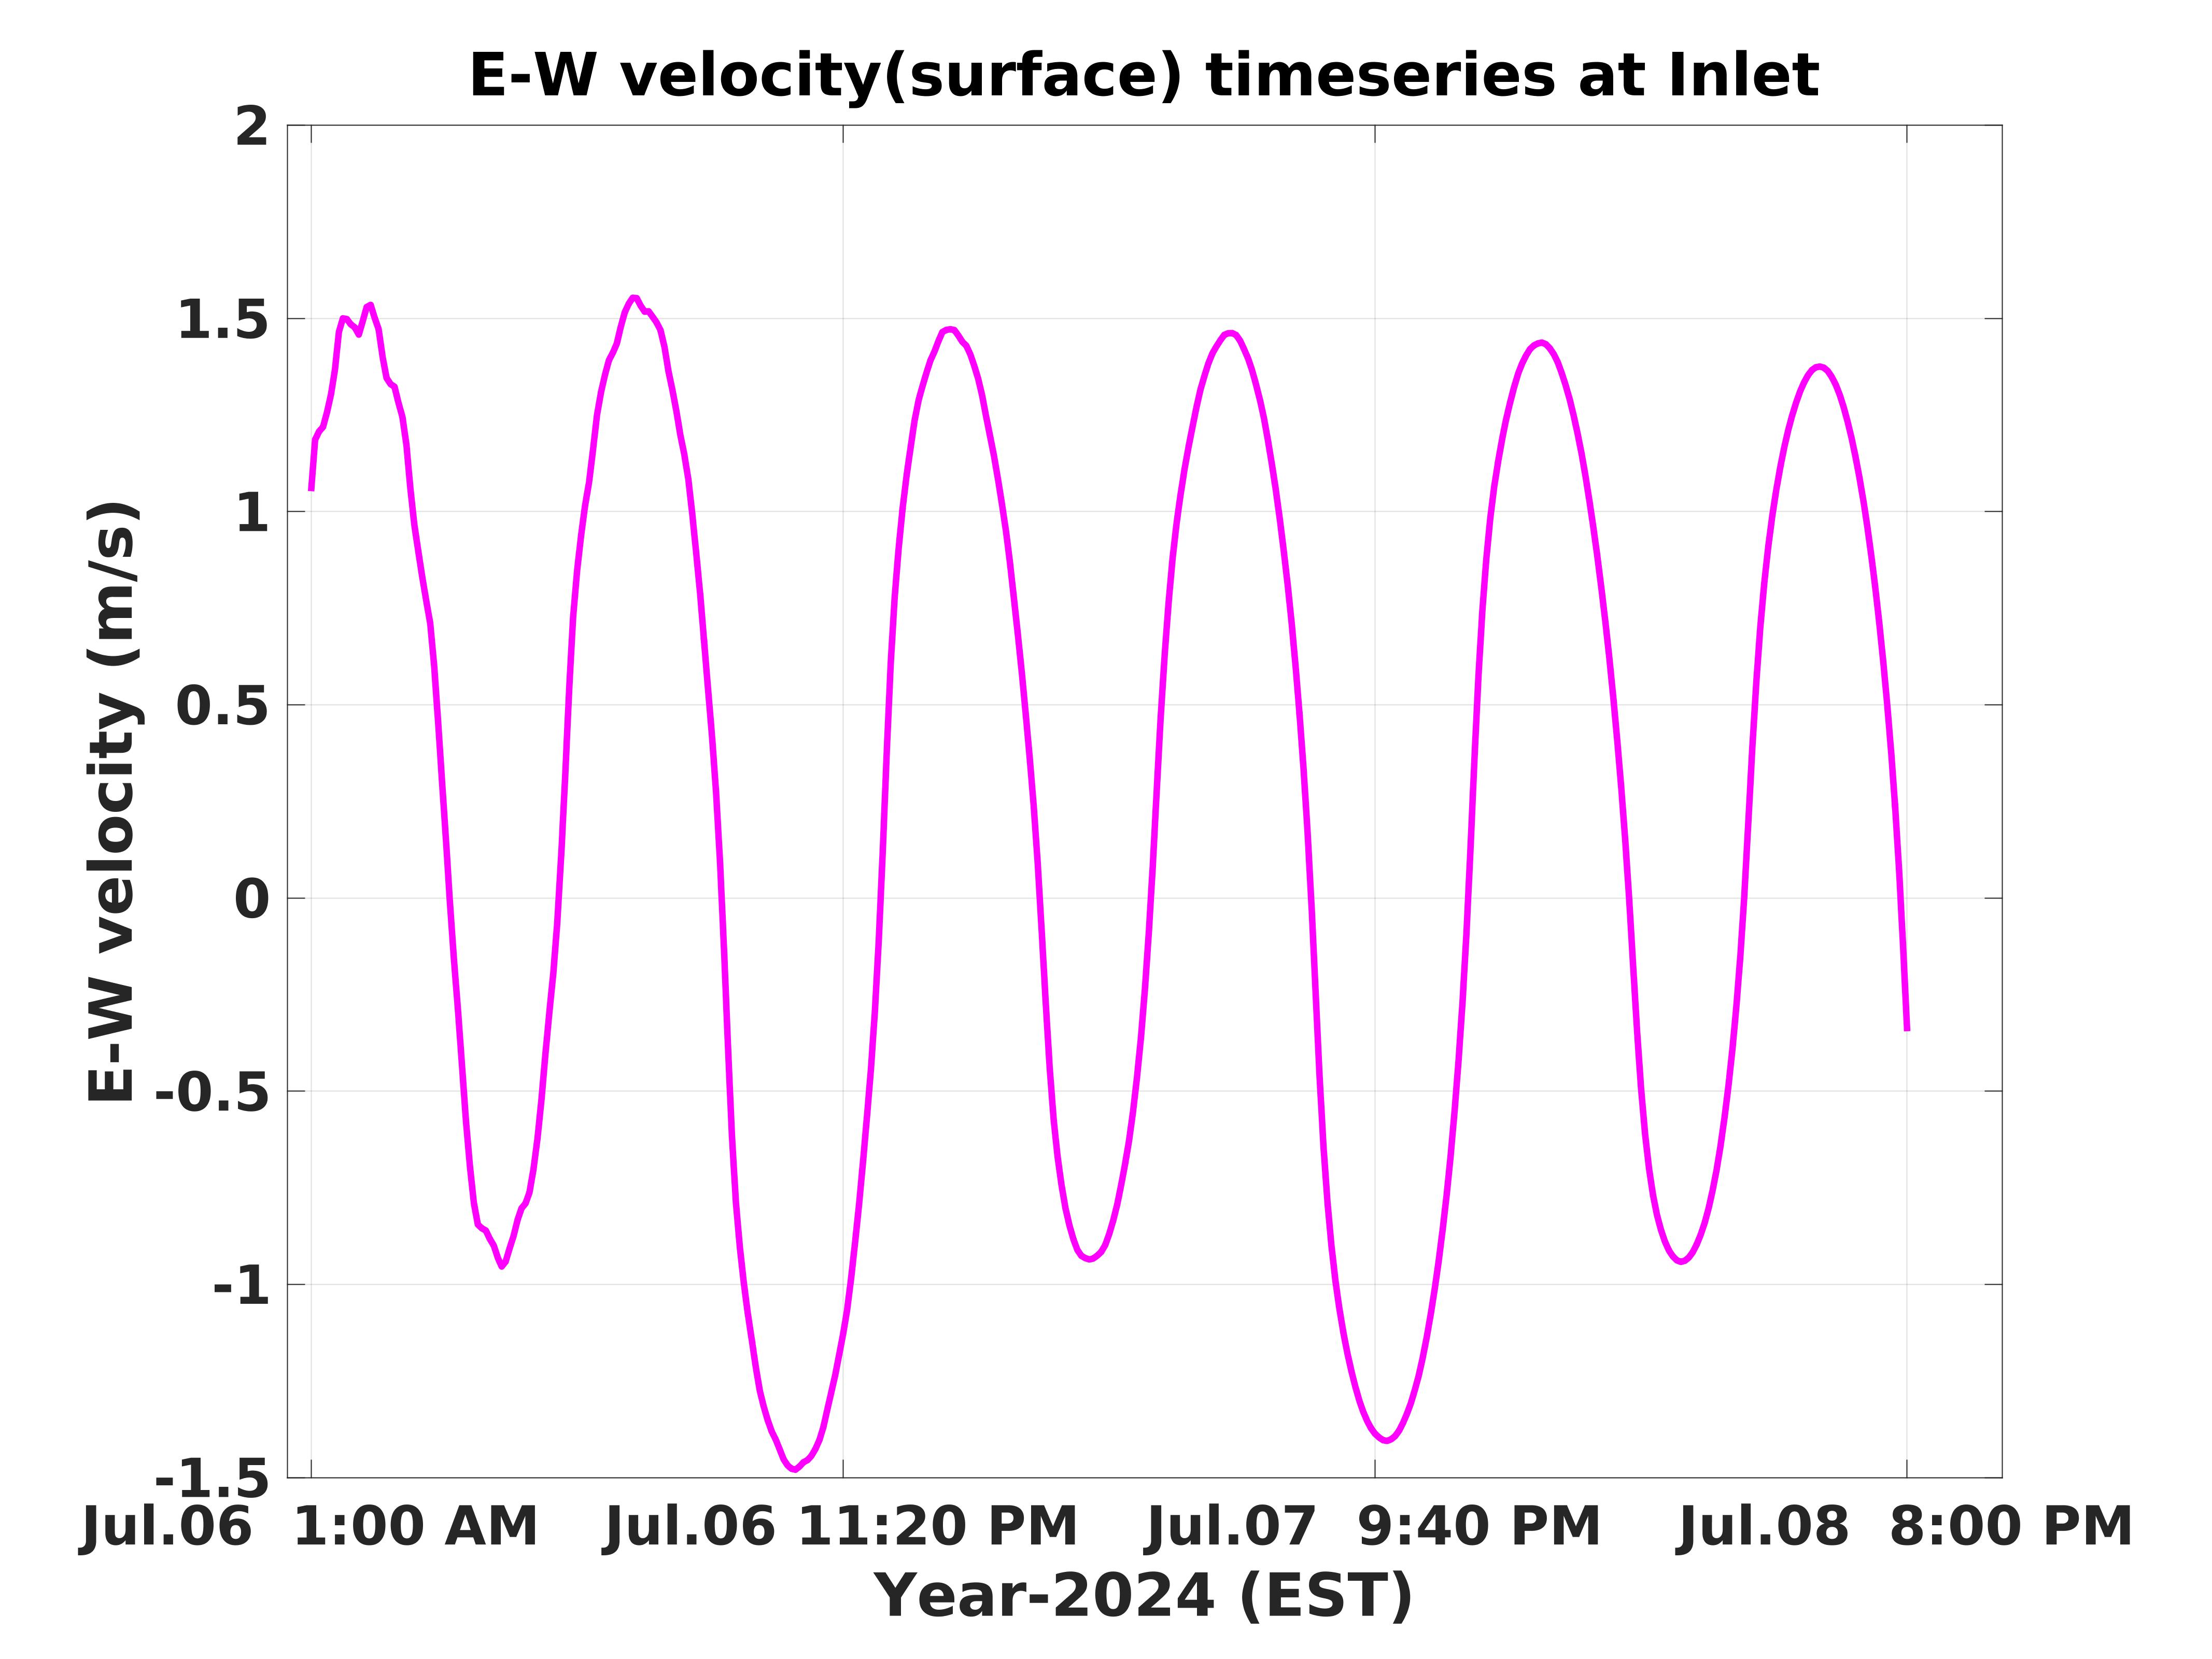 E-W velocity(surface) timeseries at Inlet
E-W velocity (m/s)
2
1.5
1
0.5
0
-0.5
-1
-1.5
Jul.06 1:00 AM
Jul.06 11:20 PM
Jul.07 9:40 PM
Jul.08 8:00 PM
Year-2024 (EST)